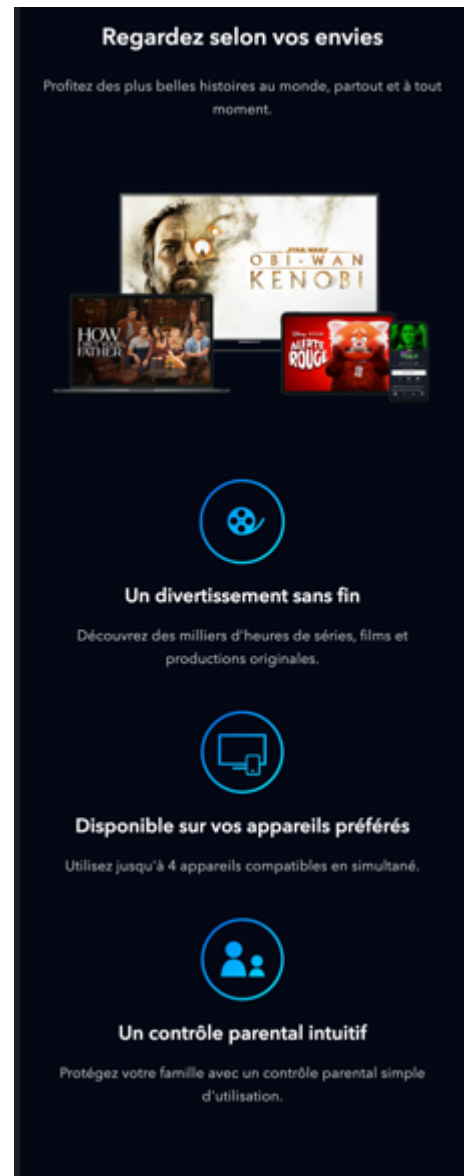 Regardez selon vos envies
Profitez des plus belles histoires au monde, partout et à tout
moment.
STAR WARS
OBI-WAN
KENOBI
HOW
FATHER
Disney PIXAR
ALERTE
ROUGE
Un divertissement sans fin
Découvrez des milliers d'heures de séries, films et
productions originales.
Disponible sur vos appareils préférés
Utilisez jusqu'à 4 appareils compatibles en simultané.
Un contrôle parental intuitif
Protégez votre famille avec un contrôle parental simple
d'utilisation.